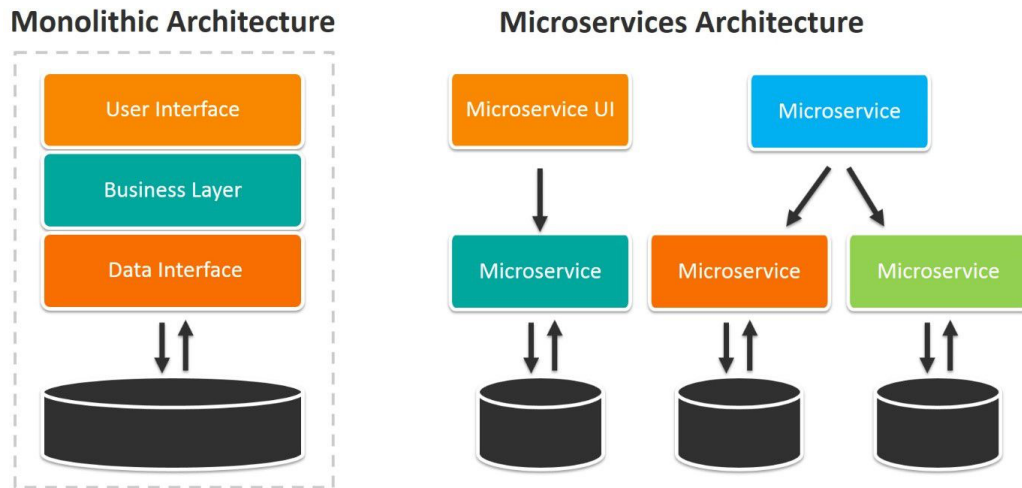 Monolithic Architecture
User Interface
Business Layer
Data Interface
Microservices Architecture
Microservice UI
Microservice
Microservice
Microservice
Microservice